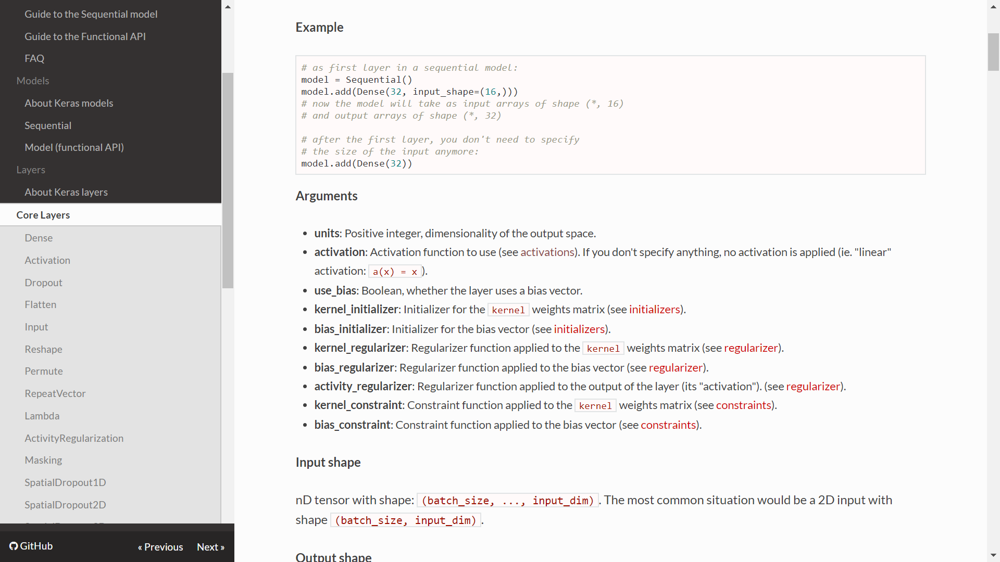 Guide to the Sequential model
Guide to the Functional API
FAQ
Models
About Keras models
Sequential
Model (functional API)
Layers
About Keras layers
Core Layers
Dense
Activation
Dropout
Flatten
Input
Reshape
Permute
RepeatVector
Lambda
ActivityRegularization
Masking
SpatialDropout1D
SpatialDropout2D
GitHub
« Previous
Next »
Example
# as first layer in a sequential model:
model = Sequential()
model.add(Dense(32, input_shape=(16,)))
# now the model will take as input arrays of shape (*, 16)
# and output arrays of shape (*, 32)
# after the first layer, you don't need to specify
# the size of the input anymore:
model.add(Dense(32))
Arguments
• units: Positive integer, dimensionality of the output space.
• activation: Activation function to use (see activations). If you don't specify anything, no activation is applied (ie. "linear"
activation: a(x) = x ).
• use_bias: Boolean, whether the layer uses a bias vector.
• kernel_initializer: Initializer for the kernel weights matrix (see initializers).
• bias_initializer: Initializer for the bias vector (see initializers).
• kernel_regularizer: Regularizer function applied to the kernel weights matrix (see regularizer).
• bias_regularizer: Regularizer function applied to the bias vector (see regularizer).
• activity_regularizer: Regularizer function applied to the output of the layer (its "activation"). (see regularizer).
• kernel_constraint: Constraint function applied to the kernel weights matrix (see constraints).
• bias_constraint: Constraint function applied to the bias vector (see constraints).
Input shape
nD tensor with shape: (batch_size, ..., input_dim) . The most common situation would be a 2D input with
shape (batch_size, input_dim) .
Output shape